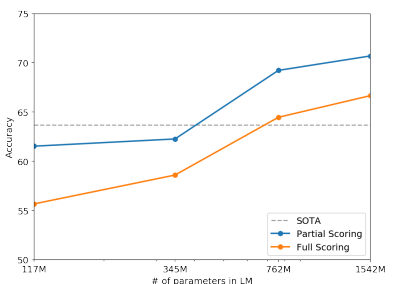 75
70
65
60
55
50
Accuracy
SOTA
Partial Scoring
Full Scoring
117M 345M 762M 1542M
# of parameters in LM